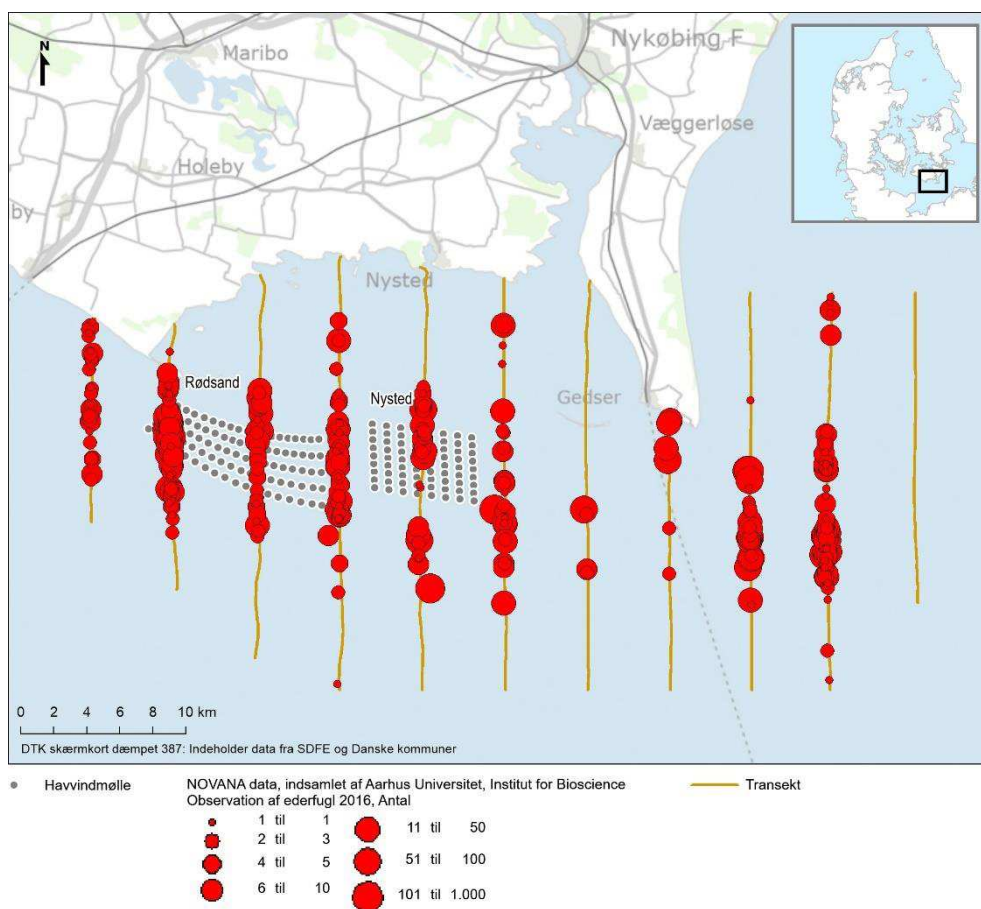 N
Maribo
Nykøbing F
Væggerløse
Holeby
by
Nysted
Rødsand
Nysted
Gedser
0 2 4 6 8 10 km
DTK skærmkort dæmpet 387: Indeholder data fra SDFE og Danske kommuner
Havvindmølle
NOVANA data, indsamlet af Aarhus Universitet, Institut for Bioscience
Transekt
Observation af ederfugl 2016, Antal
1 til 1
11 til 50
2 til 3
4 til 5
51 til 100
6 til 10
101 til 1.000